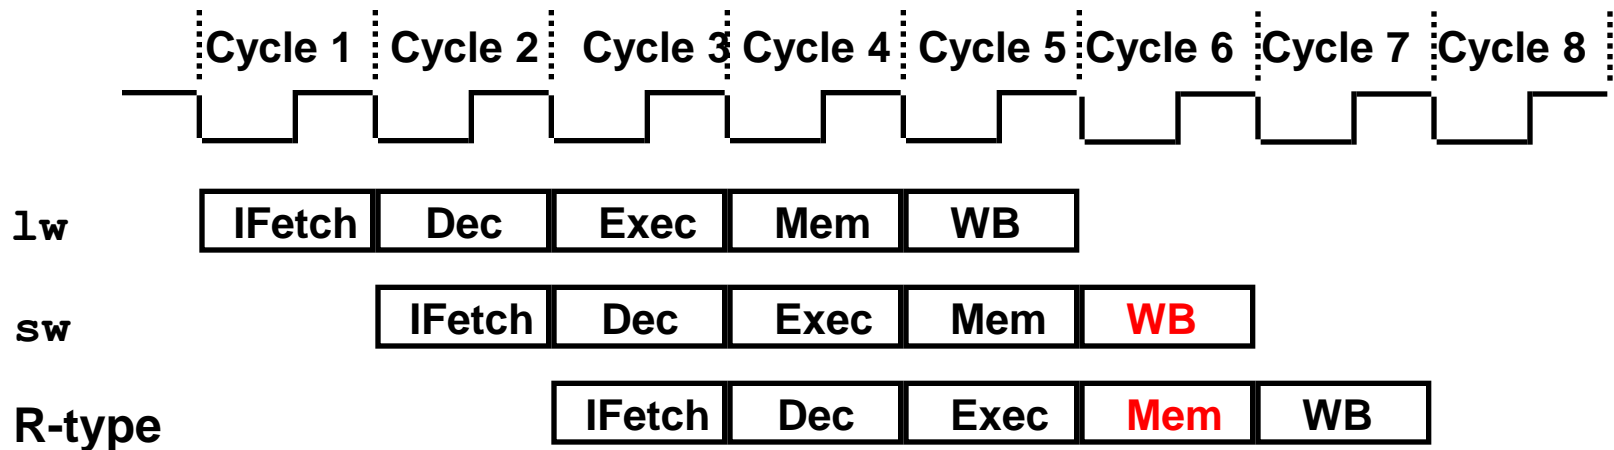 Cycle 1 Cycle 2 Cycle 3 Cycle 4 Cycle 5 Cycle 6 Cycle 7 Cycle 8
lw IFetch Dec Exec Mem WB
sw IFetch Dec Exec Mem WB
R-type IFetch Dec Exec Mem WB